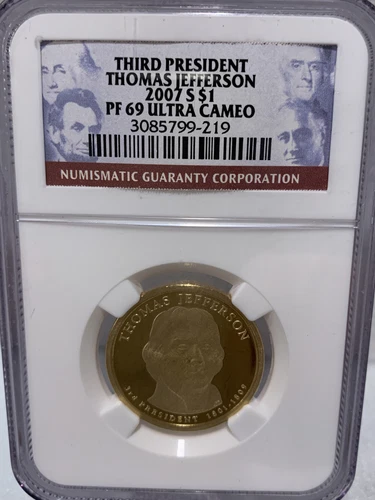 THIRD PRESIDENT
THOMAS JEFFERSON
2007 S $1
PF 69 ULTRA CAMEO
3085799-219
NUMISMATIC GUARANTY CORPORATION
THOMAS JEFFERSON
3rd PRESIDENT 1801-1809